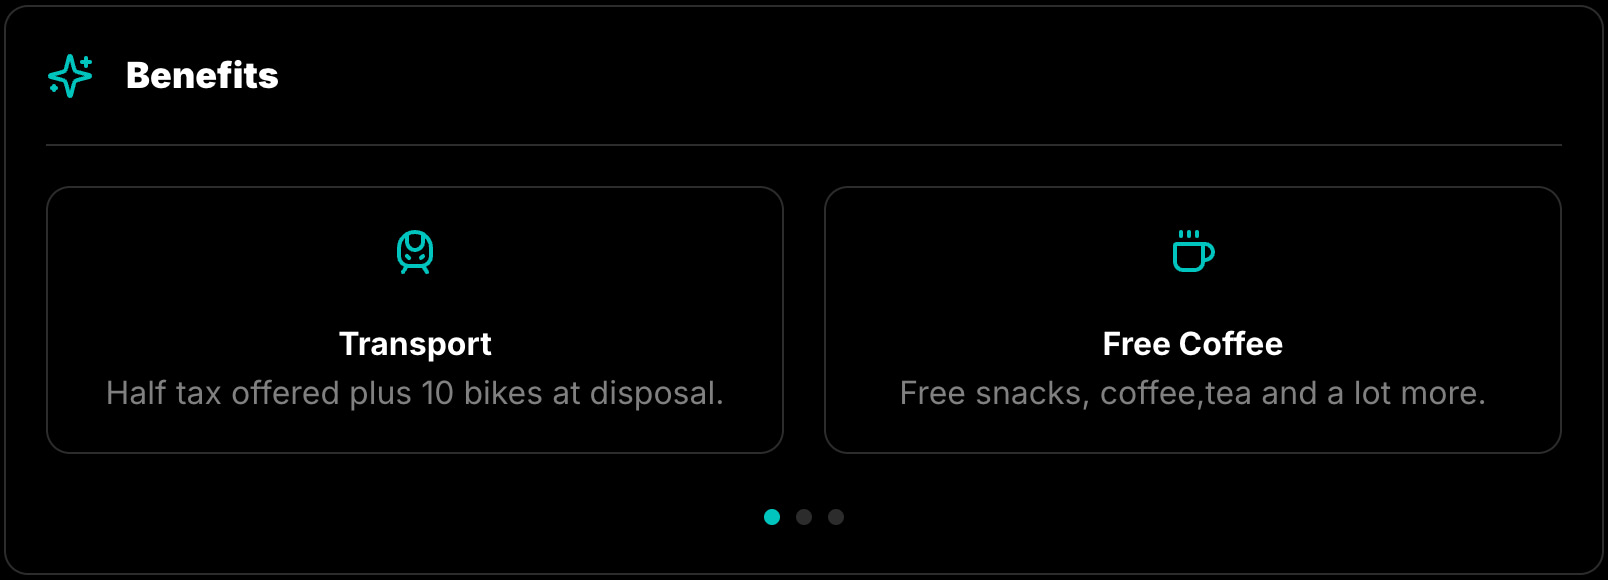 Benefits
Transport
Half tax offered plus 10 bikes at disposal.
Free Coffee
Free snacks, coffee,tea and a lot more.